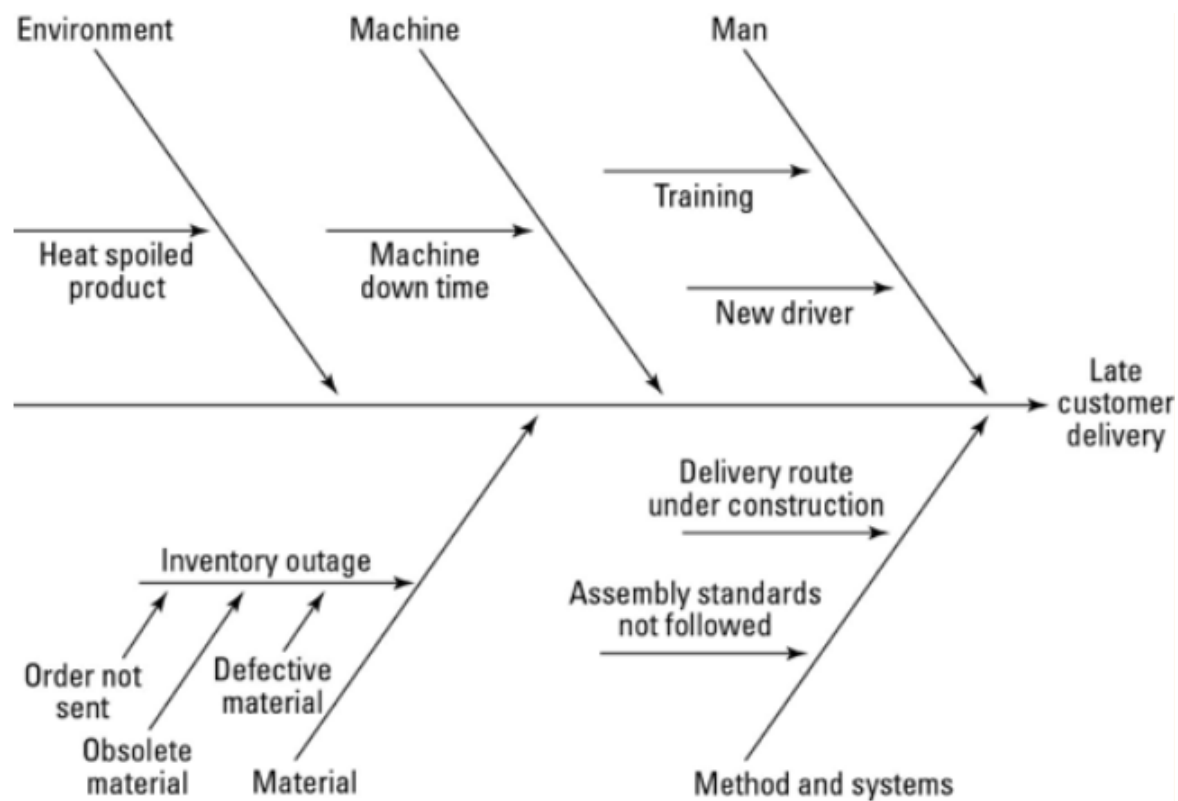 Environment
Machine
Man
Training
Heat spoiled
product
Machine
down time
New driver
Late
customer
delivery
Delivery route
under construction
Inventory outage
Assembly standards
not followed
Order not
sent
Defective
material
Obsolete
material
Material
Method and systems